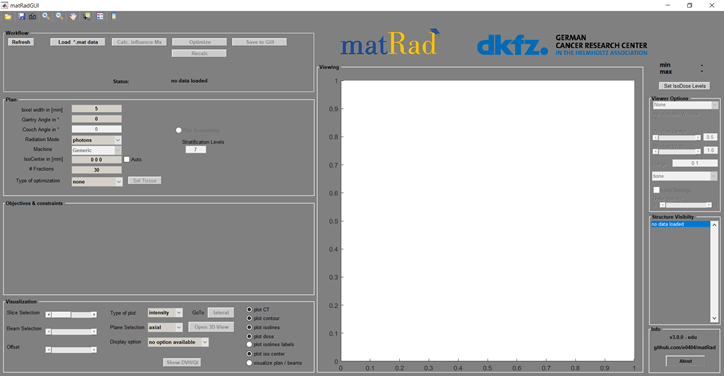 matRadGUI
Workflow
Refresh
Load *.mat data
Calc. Influence Mx
Optimize
Save to GUI
Recalc
Status:
no data loaded
Plan
bixel width in [mm]
5
Gantry Angle in °
0
Couch Angle in °
0
Radiation Mode
photons
Machine
Generic
IsoCenter in [mm]
0 0 0
Auto
# Fractions
30
Type of optimization
none
Set Tissue
Stratification Levels
7
Objectives & constraints
Visualization
Slice Selection
Beam Selection
Offset
Type of plot
intensity
GoTo
lateral
Plane Selection
axial
Open 3D-View
Display option
no option available
Show DVH/QI
plot CT
plot contour
plot isolines
plot dose
plot isolines labels
plot iso center
visualize plan / beams
matRad
dkfz.
GERMAN
CANCER RESEARCH CENTER
IN THE HELMHOLTZ ASSOCIATION
Viewing
1
0.9
0.8
0.7
0.6
0.5
0.4
0.3
0.2
0.1
0
0 0.1 0.2 0.3 0.4 0.5 0.6 0.7 0.8 0.9 1
min -
max -
Set IsoDose Levels
Viewer Options
None
0.5
1.0
0 1
bone
Structure Visibilty
no data loaded
Info
v3.0.0 - edu
github.com/e0404/matRad
About